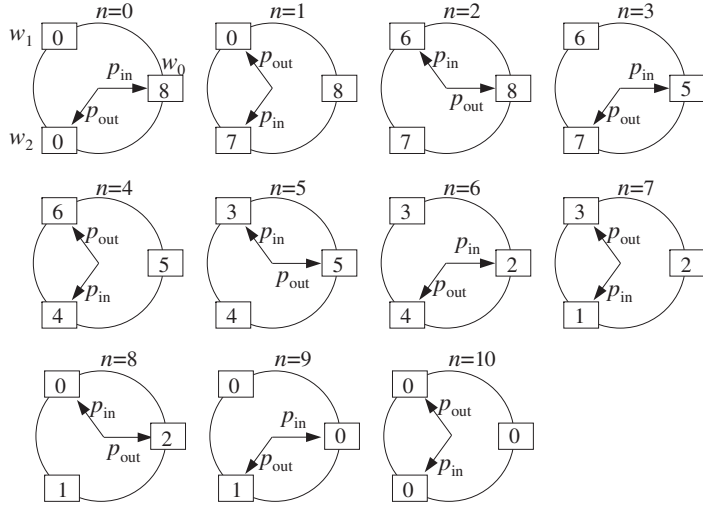 n=0 n=1 n=2 n=3
w1 0 0 6 6
w0
pin pout pin pin
8 8 8 5
pout pin pout pout
w2 0 7 7 7
n=4 n=5 n=6 n=7
6 3 3 3
pout pin pin pout
5 5 2 2
pin pout pout pin
4 4 4 1
n=8 n=9 n=10
0 0 0
pin pin pout
2 0 0
pout pout pin
1 1 0